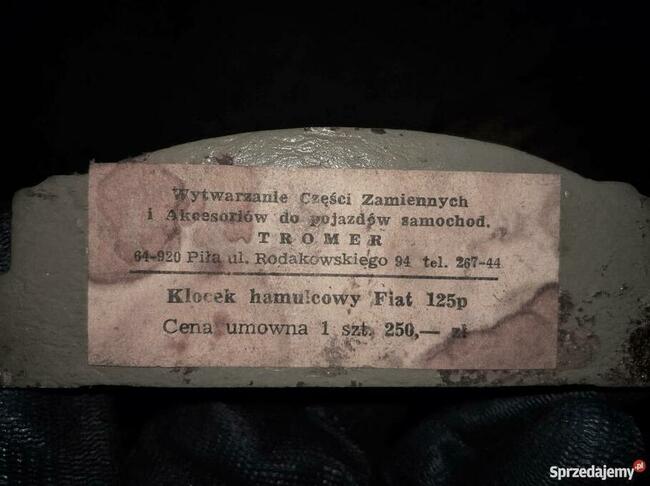 Wytwarzanie Części Zamiennych
i Akcesoriów do pojazdów samochod.
TROMER
64-920 Piła ul. Rodakowskiego 94 tel. 267-44
Klocek hamulcowy Fiat 125p
Cena umowna 1 szt. 250,— zł
Sprzedajemy.pl